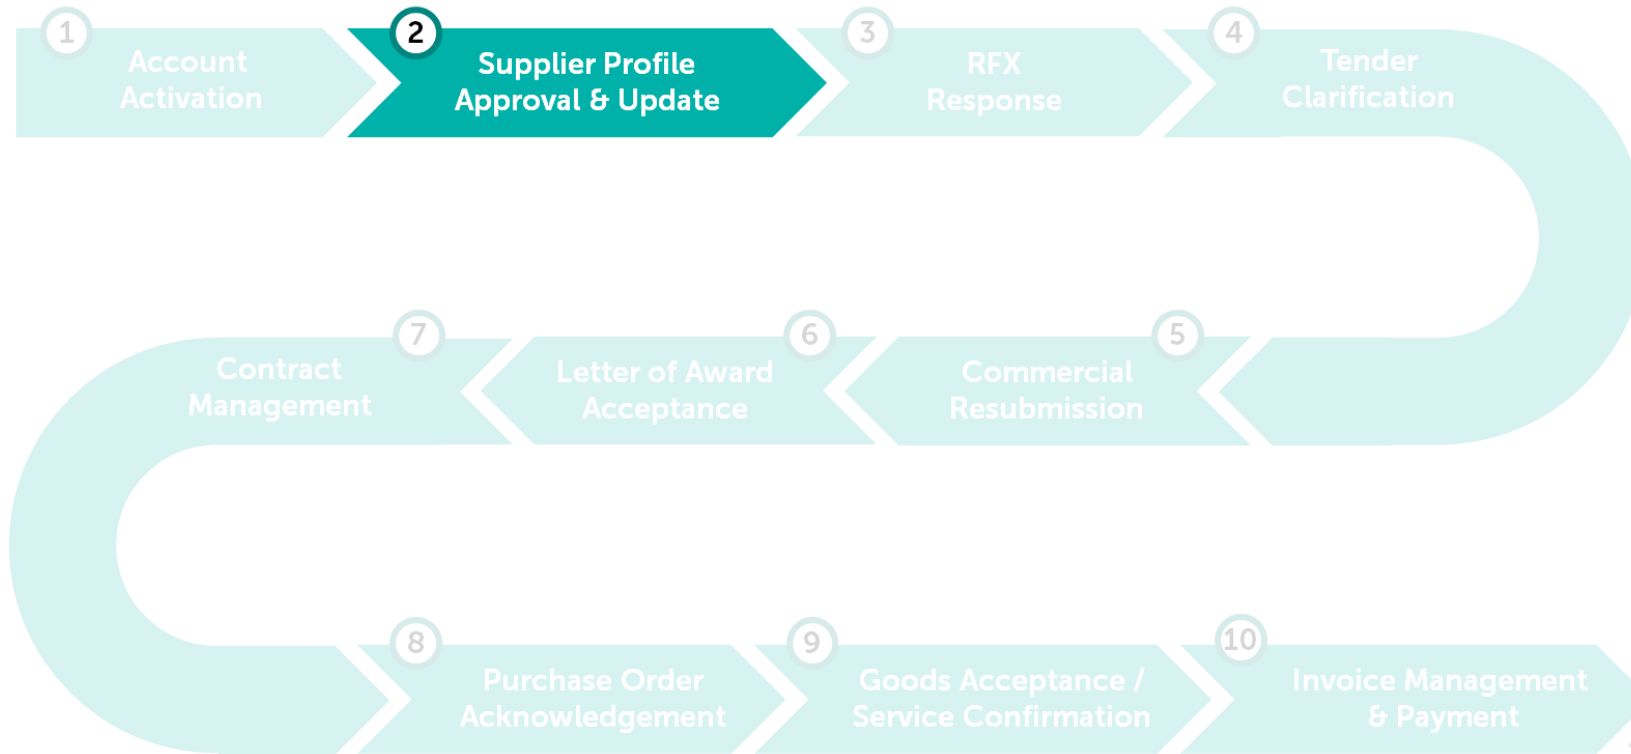 1
Account
Activation
2
Supplier Profile
Approval & Update
3
RFX
Response
4
Tender
Clarification
5
Commercial
Resubmission
6
Letter of Award
Acceptance
7
Contract
Management
8
Purchase Order
Acknowledgement
9
Goods Acceptance /
Service Confirmation
10
Invoice Management
& Payment